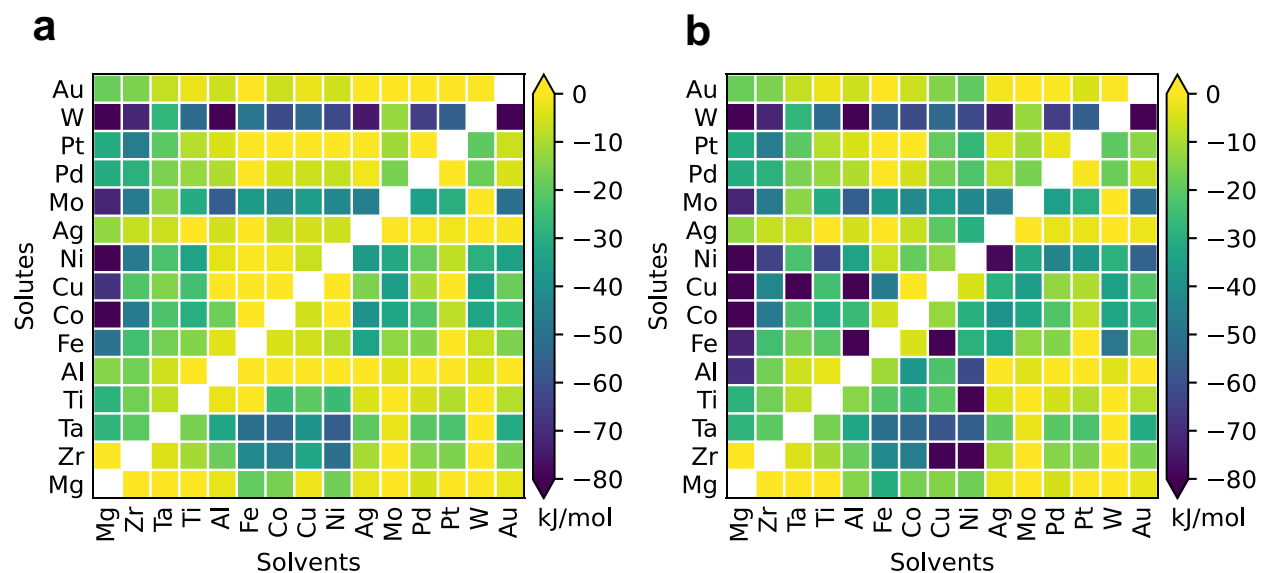 a
b
Au
W
Pt
Pd
Mo
Ag
Ni
Cu
Co
Fe
Al
Ti
Ta
Zr
Mg
Solutes
Mg Zr Ta Ti Al Fe Co Cu Ni Ag Mo Pd Pt W Au
Solvents
0
−10
−20
−30
−40
−50
−60
−70
−80
kJ/mol
Au
W
Pt
Pd
Mo
Ag
Ni
Cu
Co
Fe
Al
Ti
Ta
Zr
Mg
Solutes
Mg Zr Ta Ti Al Fe Co Cu Ni Ag Mo Pd Pt W Au
Solvents
0
−10
−20
−30
−40
−50
−60
−70
−80
kJ/mol